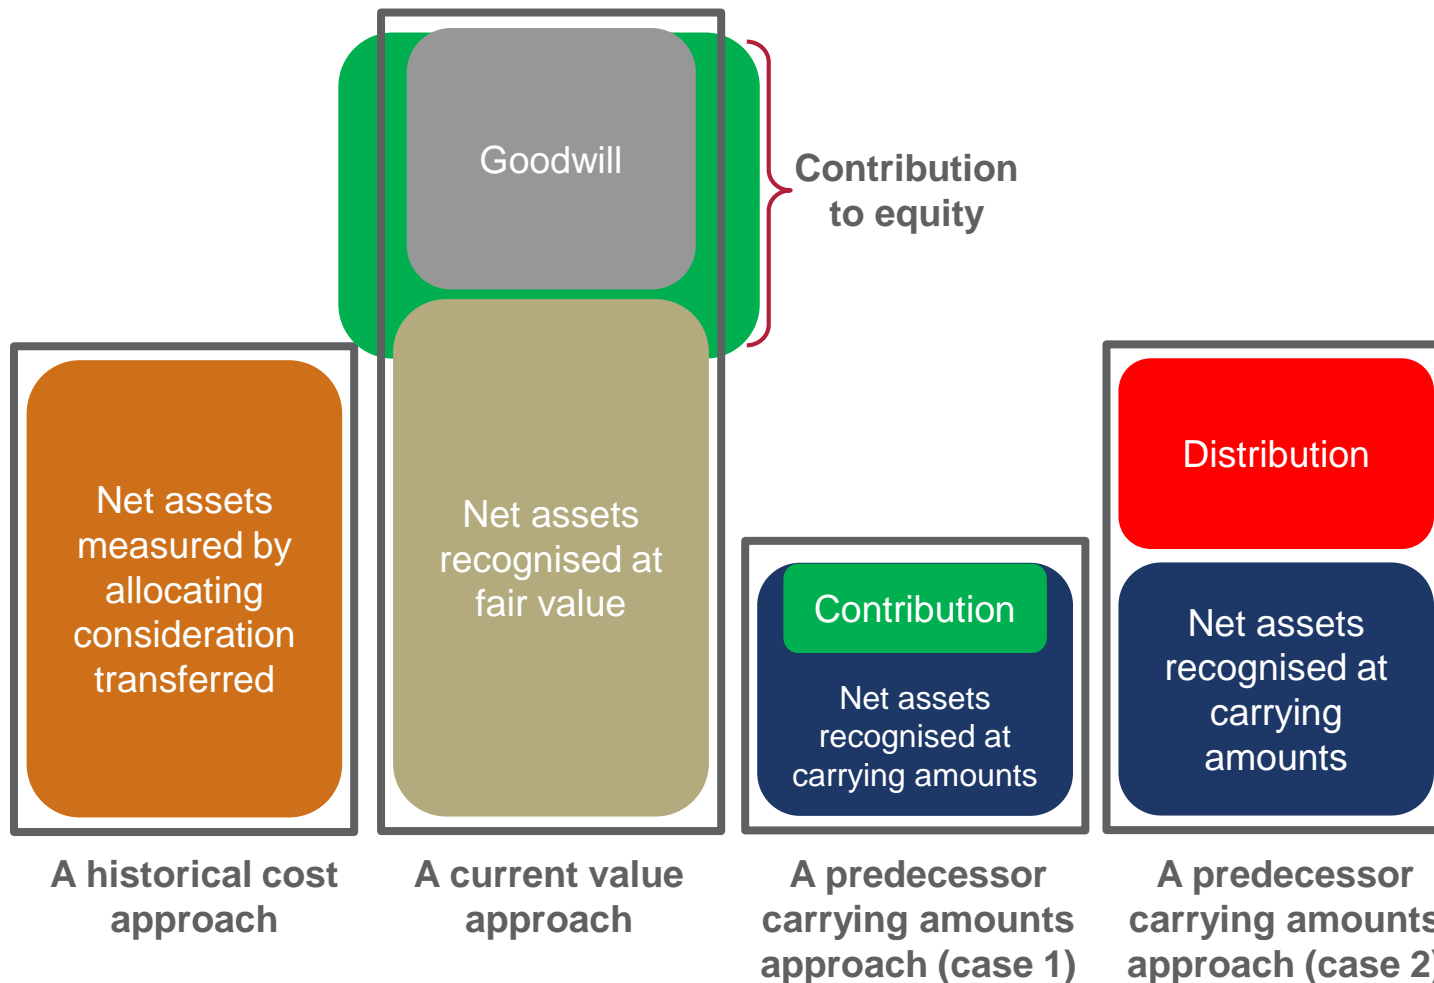 Goodwill
Contribution
to equity
Net assets
measured by
allocating
consideration
transferred
Net assets
recognised at
fair value
Contribution
Net assets
recognised at
carrying amounts
Distribution
Net assets
recognised at
carrying
amounts
A historical cost
approach
A current value
approach
A predecessor
carrying amounts
approach (case 1)
A predecessor
carrying amounts
approach (case 2)